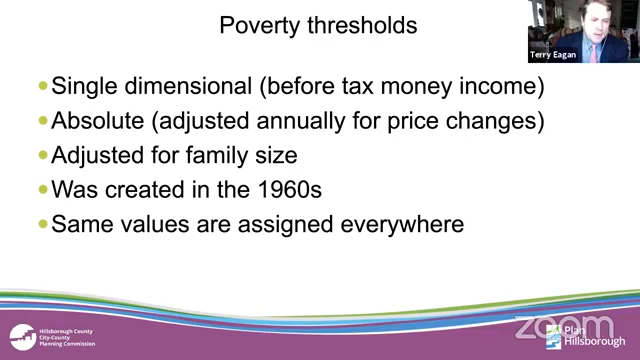 Poverty thresholds
Terry Eagan
Single dimensional (before tax money income)
Absolute (adjusted annually for price changes)
Adjusted for family size
Was created in the 1960s
Same values are assigned everywhere
Hillsborough County
City-County
Planning Commission
zoom
Plan
Hillsborough